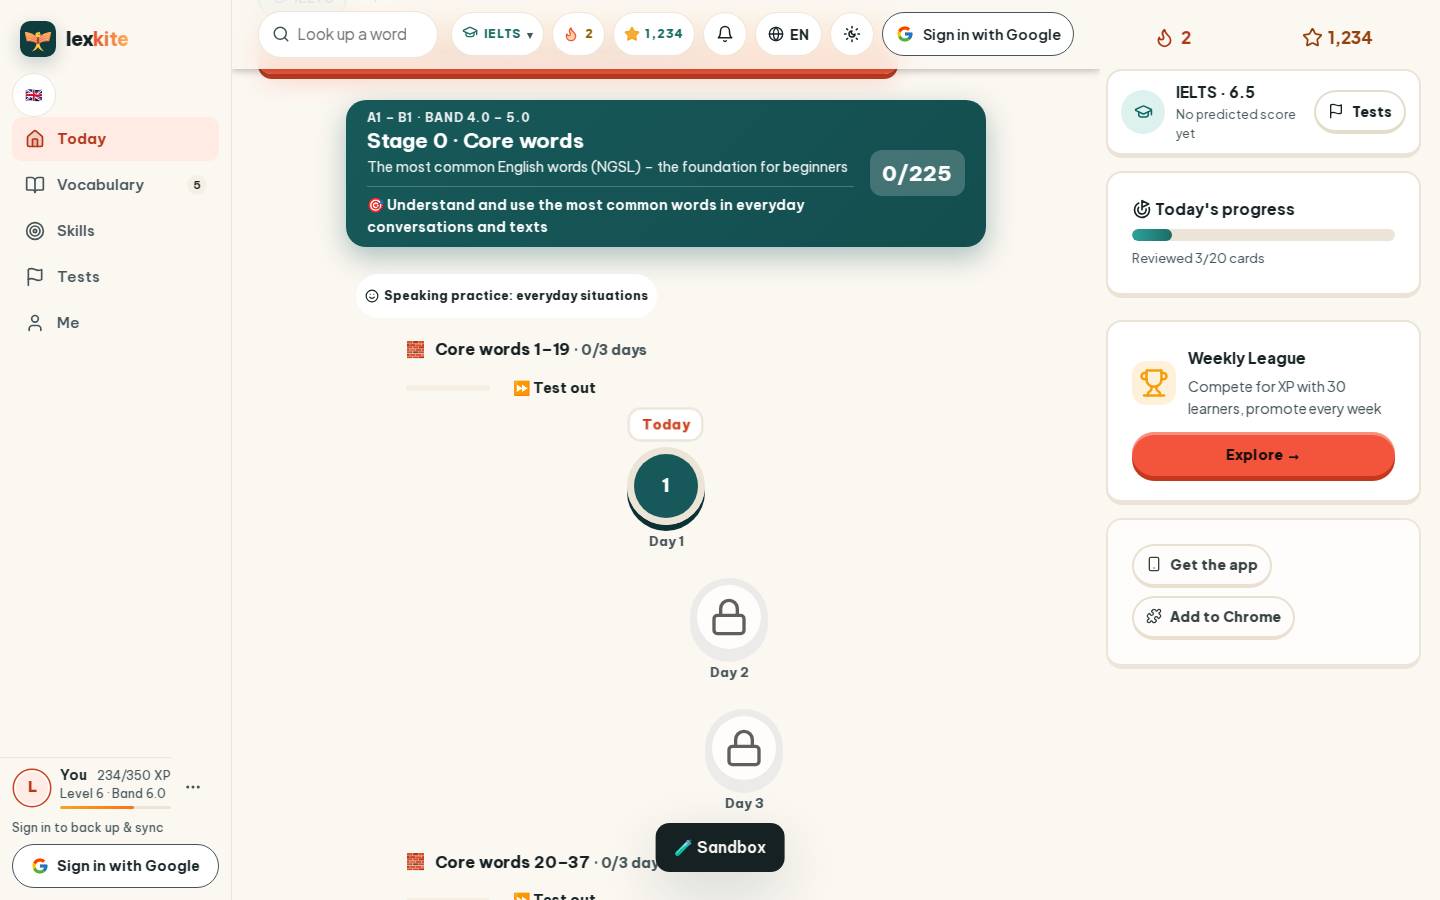 lexkite
Today
Vocabulary
5
Skills
Tests
Me
You
234/350 XP
Level 6 · Band 6.0
L
Sign in to back up & sync
Sign in with Google
Look up a word
IELTS ▾
2
1,234
EN
Sign in with Google
A1 – B1 · BAND 4.0 – 5.0
Stage 0 · Core words
The most common English words (NGSL) – the foundation for beginners
🎯 Understand and use the most common words in everyday
conversations and texts
0/225
Speaking practice: everyday situations
🧱 Core words 1–19 · 0/3 days
⏩ Test out
Today
1
Day 1
Day 2
Day 3
🧱 Core words 20–37 · 0/3 day
⏩ Test out
🧪 Sandbox
2
1,234
IELTS · 6.5
No predicted score
yet
Tests
Today's progress
Reviewed 3/20 cards
Weekly League
Compete for XP with 30
learners, promote every week
Explore →
Get the app
Add to Chrome